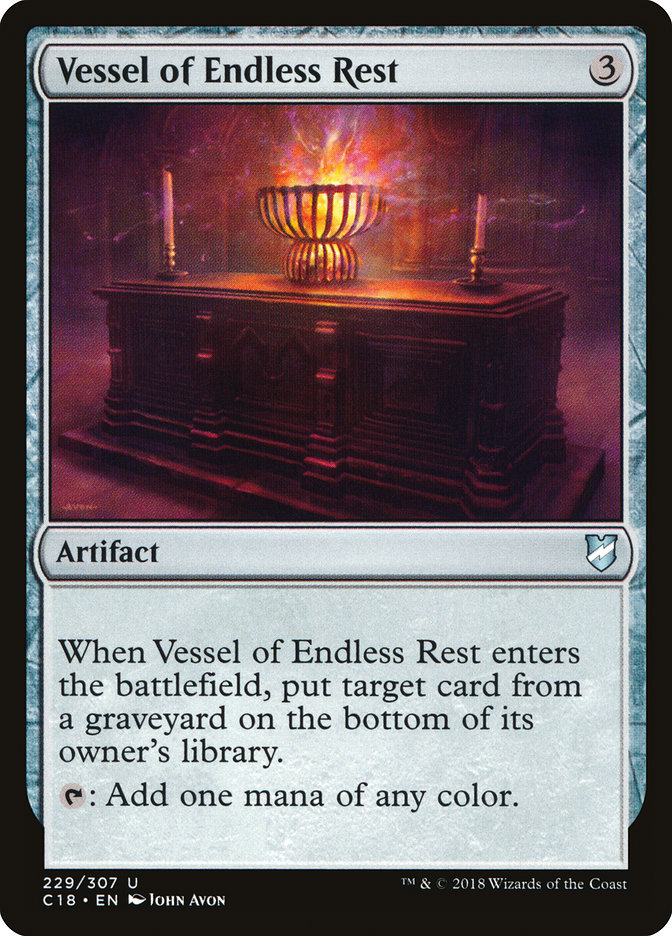 Vessel of Endless Rest 3
-AVON-
Artifact
When Vessel of Endless Rest enters
the battlefield, put target card from
a graveyard on the bottom of its
owner's library.
: Add one mana of any color.
229/307 U
C18 • EN John Avon
™ & © 2018 Wizards of the Coast